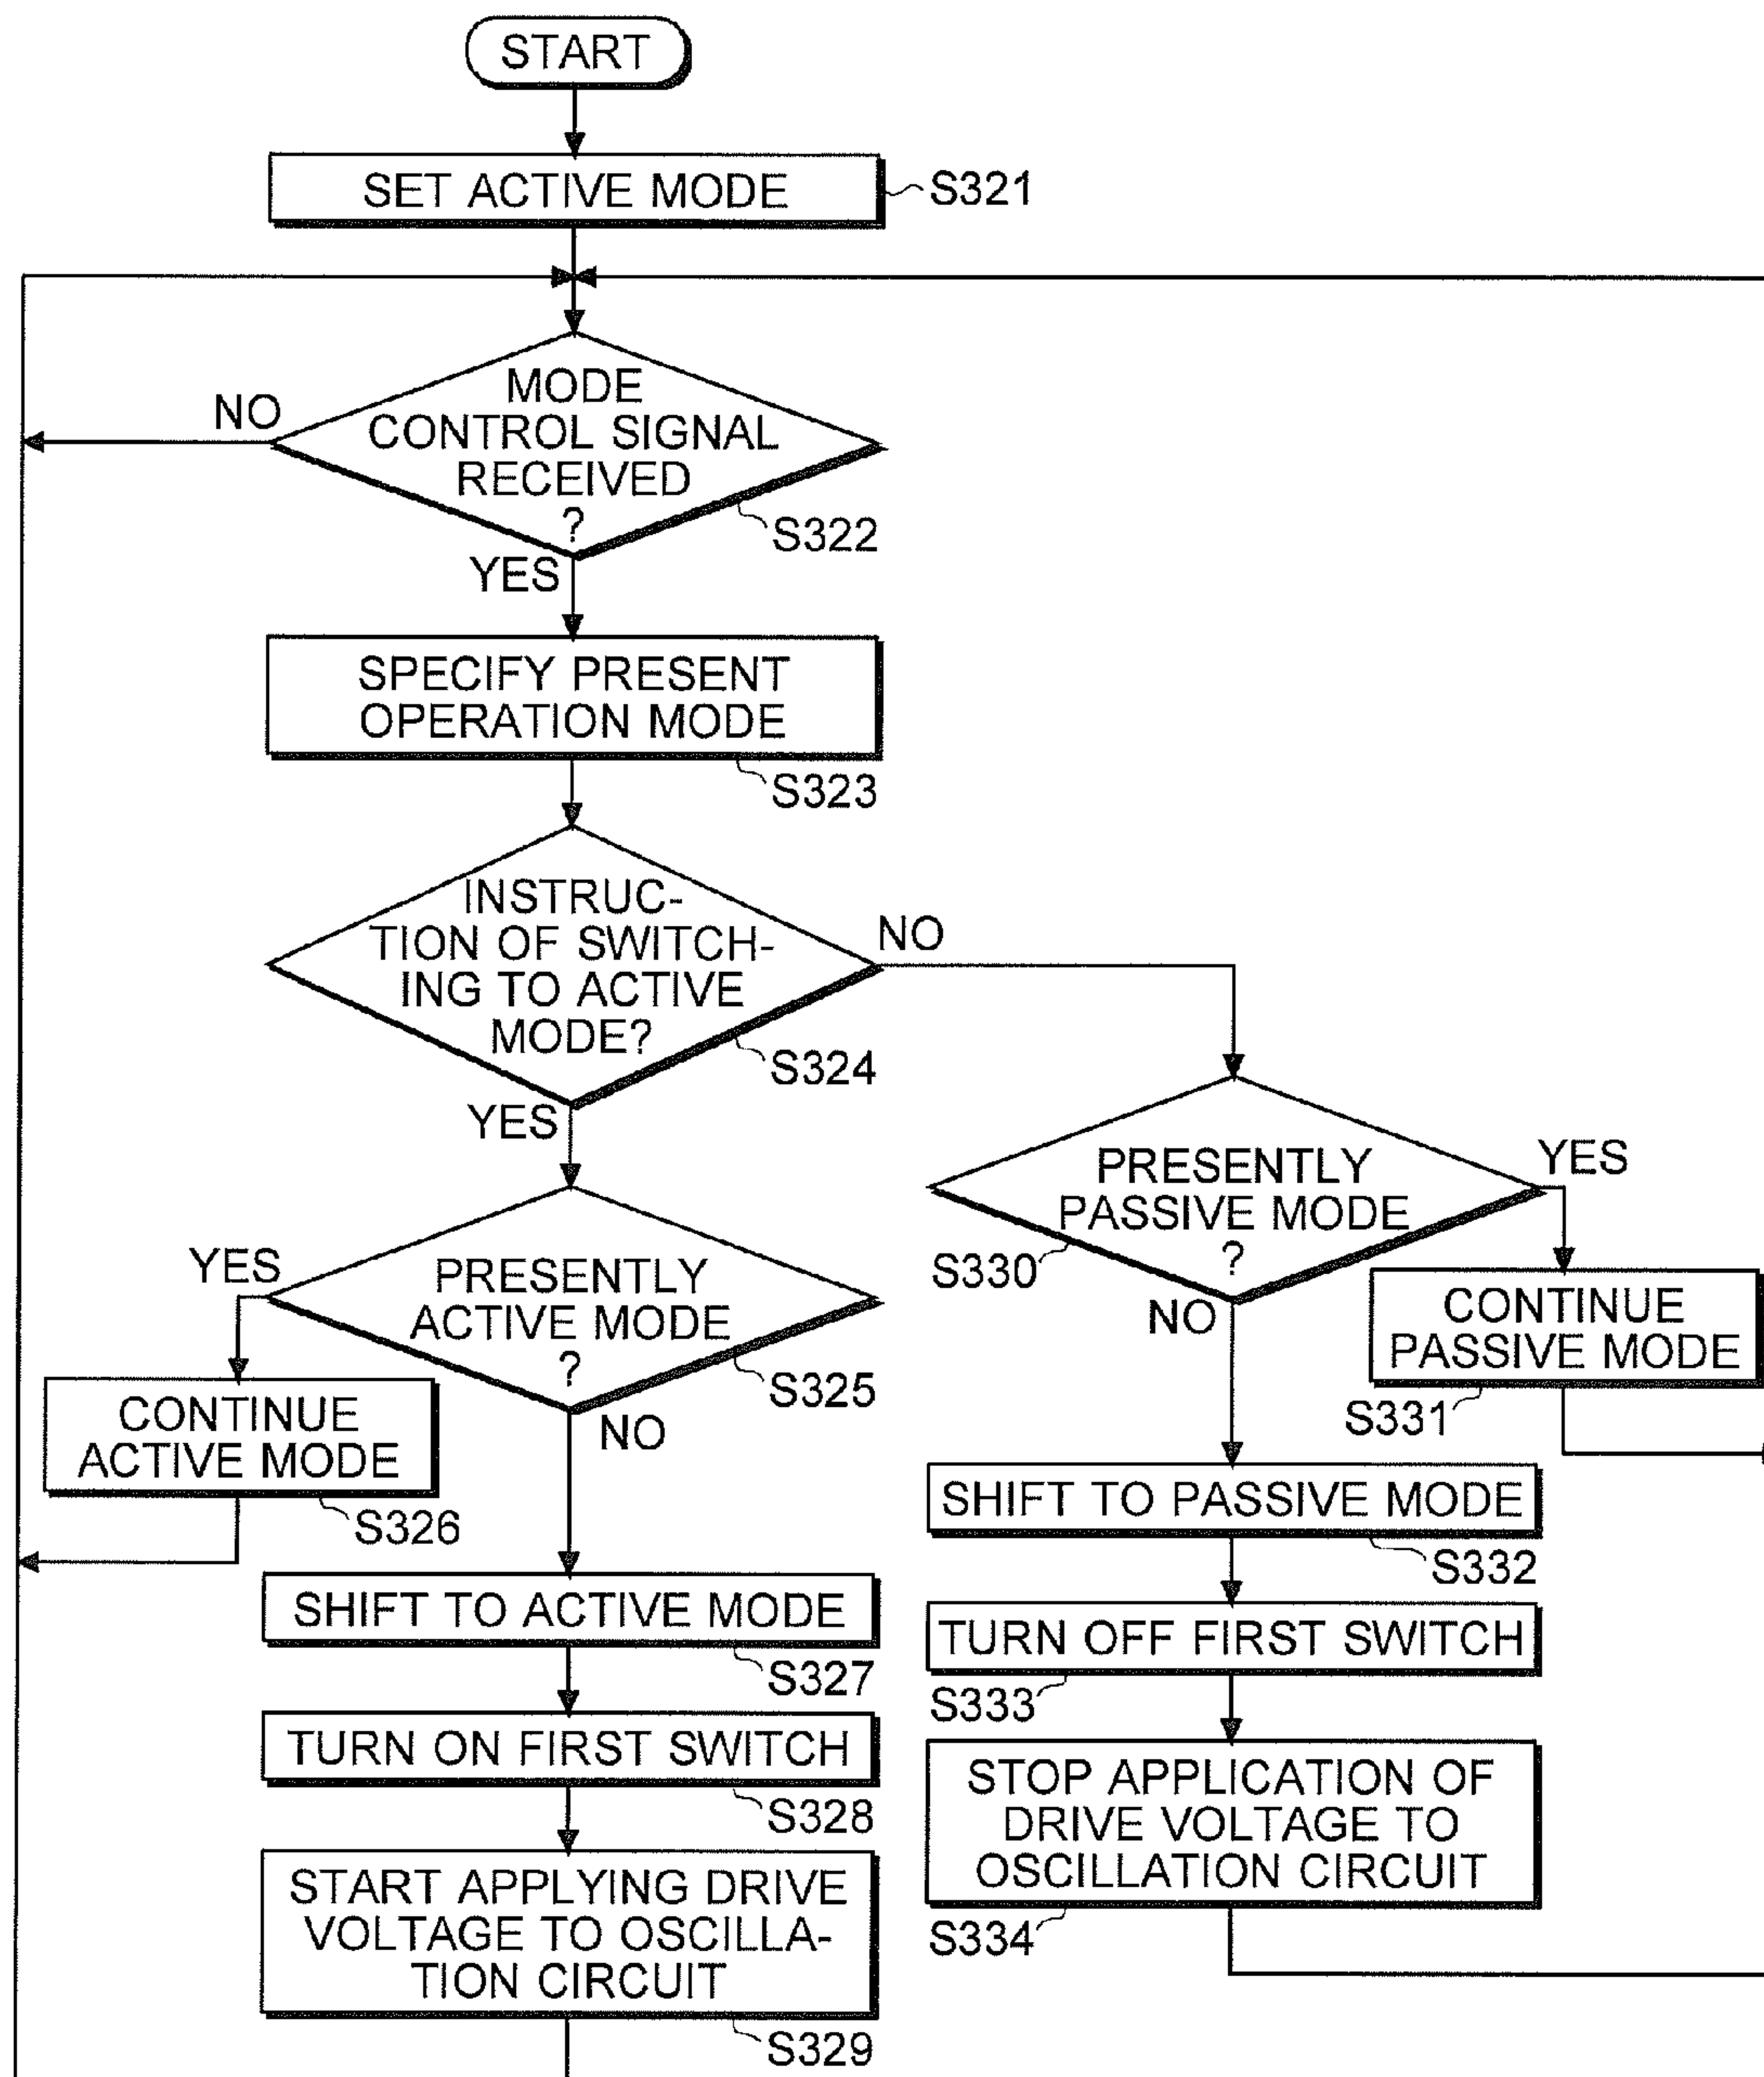 START
SET ACTIVE MODE
S321
MODE
CONTROL SIGNAL
RECEIVED
?
NO
S322
YES
SPECIFY PRESENT
OPERATION MODE
S323
INSTRUC-
TION OF SWITCH-
ING TO ACTIVE
MODE?
NO
S324
YES
PRESENTLY
ACTIVE MODE
?
YES
S325
NO
CONTINUE
ACTIVE MODE
S326
SHIFT TO ACTIVE MODE
S327
TURN ON FIRST SWITCH
S328
START APPLYING DRIVE
VOLTAGE TO OSCILLA-
TION CIRCUIT
S329
PRESENTLY
PASSIVE MODE
?
YES
S330
NO
CONTINUE
PASSIVE MODE
S331
SHIFT TO PASSIVE MODE
S332
TURN OFF FIRST SWITCH
S333
STOP APPLICATION OF
DRIVE VOLTAGE TO
OSCILLATION CIRCUIT
S334